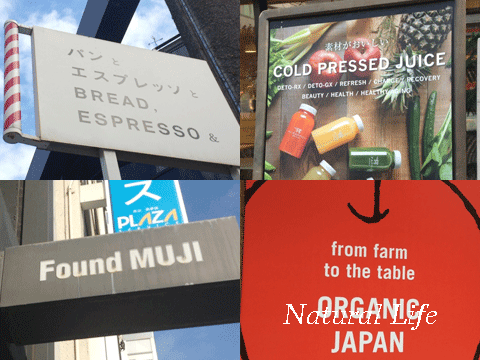 パンと
エスプレッソと
BREAD,
ESPRESSO &
素材がおいしい
COLD PRESSED JUICE
DETO-RX / DETO-GX / REFRESH / CHARGE / RECOVERY
BEAUTY / HEALTH / HEALTHY AGING
ス
PLAZA
Found MUJI
from farm
to the table
ORGANIC
JAPAN
Natural Life